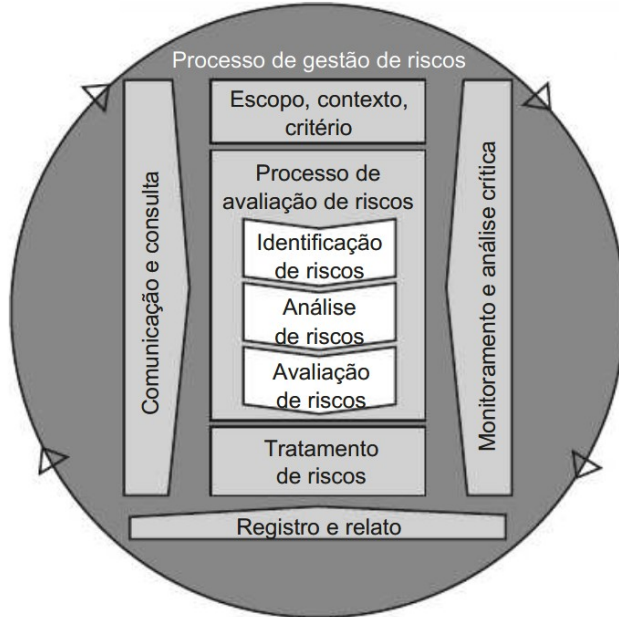 Processo de gestão de riscos
Escopo, contexto,
critério
Processo de
avaliação de riscos
Identificação
de riscos
Análise
de riscos
Avaliação
de riscos
Tratamento
de riscos
Comunicação e consulta
Monitoramento e análise crítica
Registro e relato